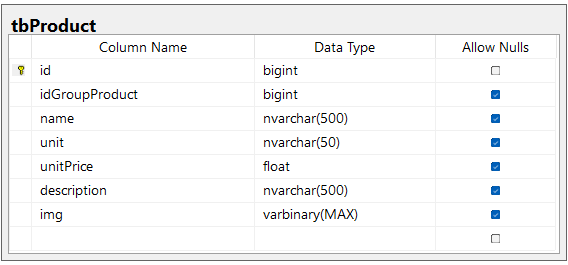 tbProduct
Column Name Data Type Allow Nulls
id bigint
idGroupProduct bigint
name nvarchar(500)
unit nvarchar(50)
unitPrice float
description nvarchar(500)
img varbinary(MAX)